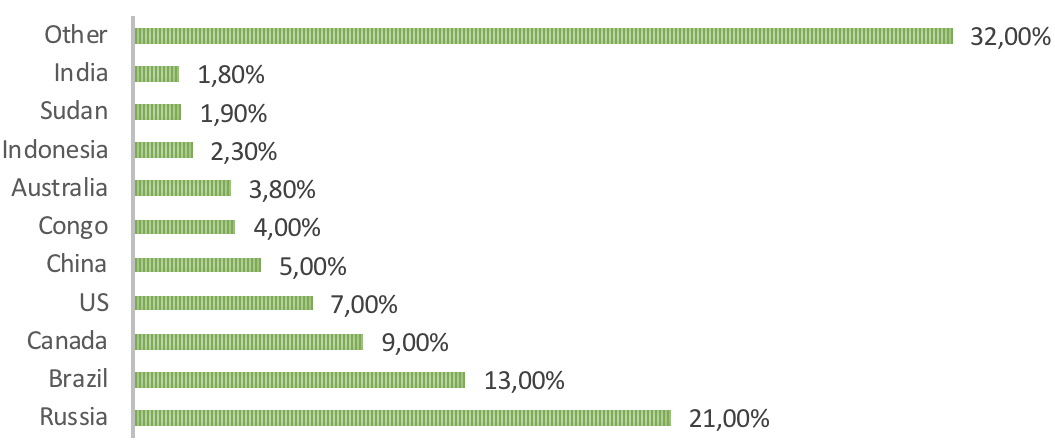 Other 32,00%
India 1,80%
Sudan 1,90%
Indonesia 2,30%
Australia 3,80%
Congo 4,00%
China 5,00%
US 7,00%
Canada 9,00%
Brazil 13,00%
Russia 21,00%